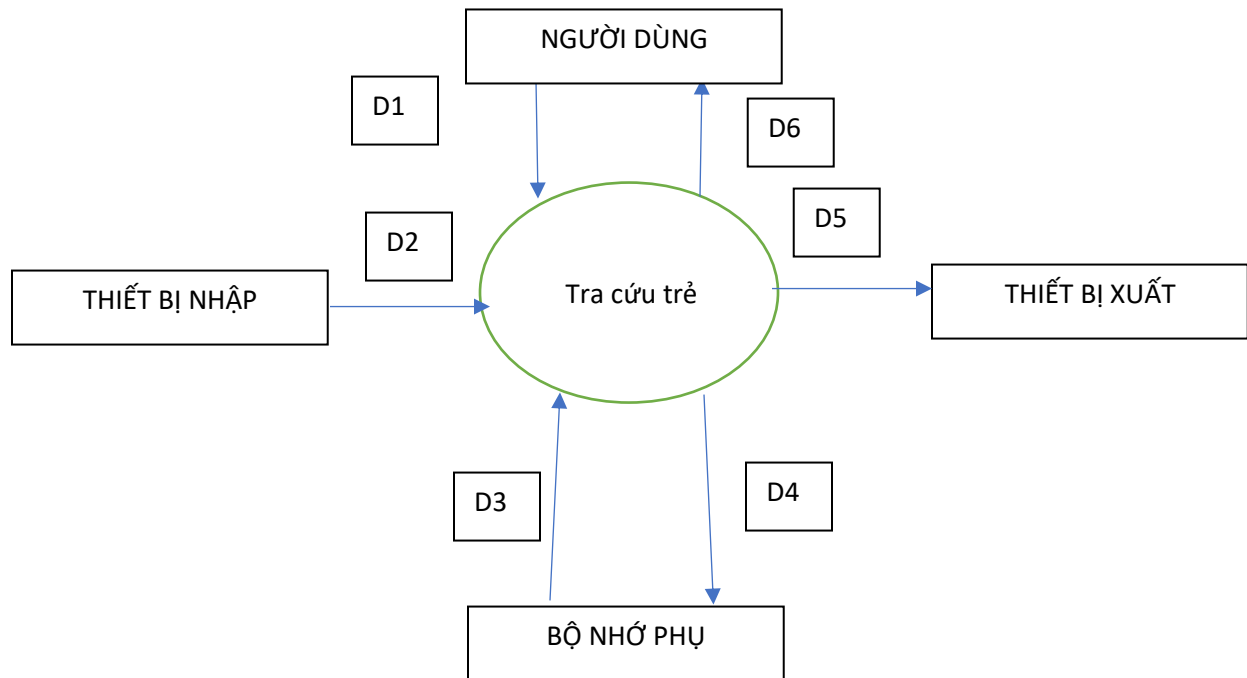 NGƯỜI DÙNG
D1
D6
D2
D5
THIẾT BỊ NHẬP
Tra cứu trẻ
THIẾT BỊ XUẤT
D3
D4
BỘ NHỚ PHỤ